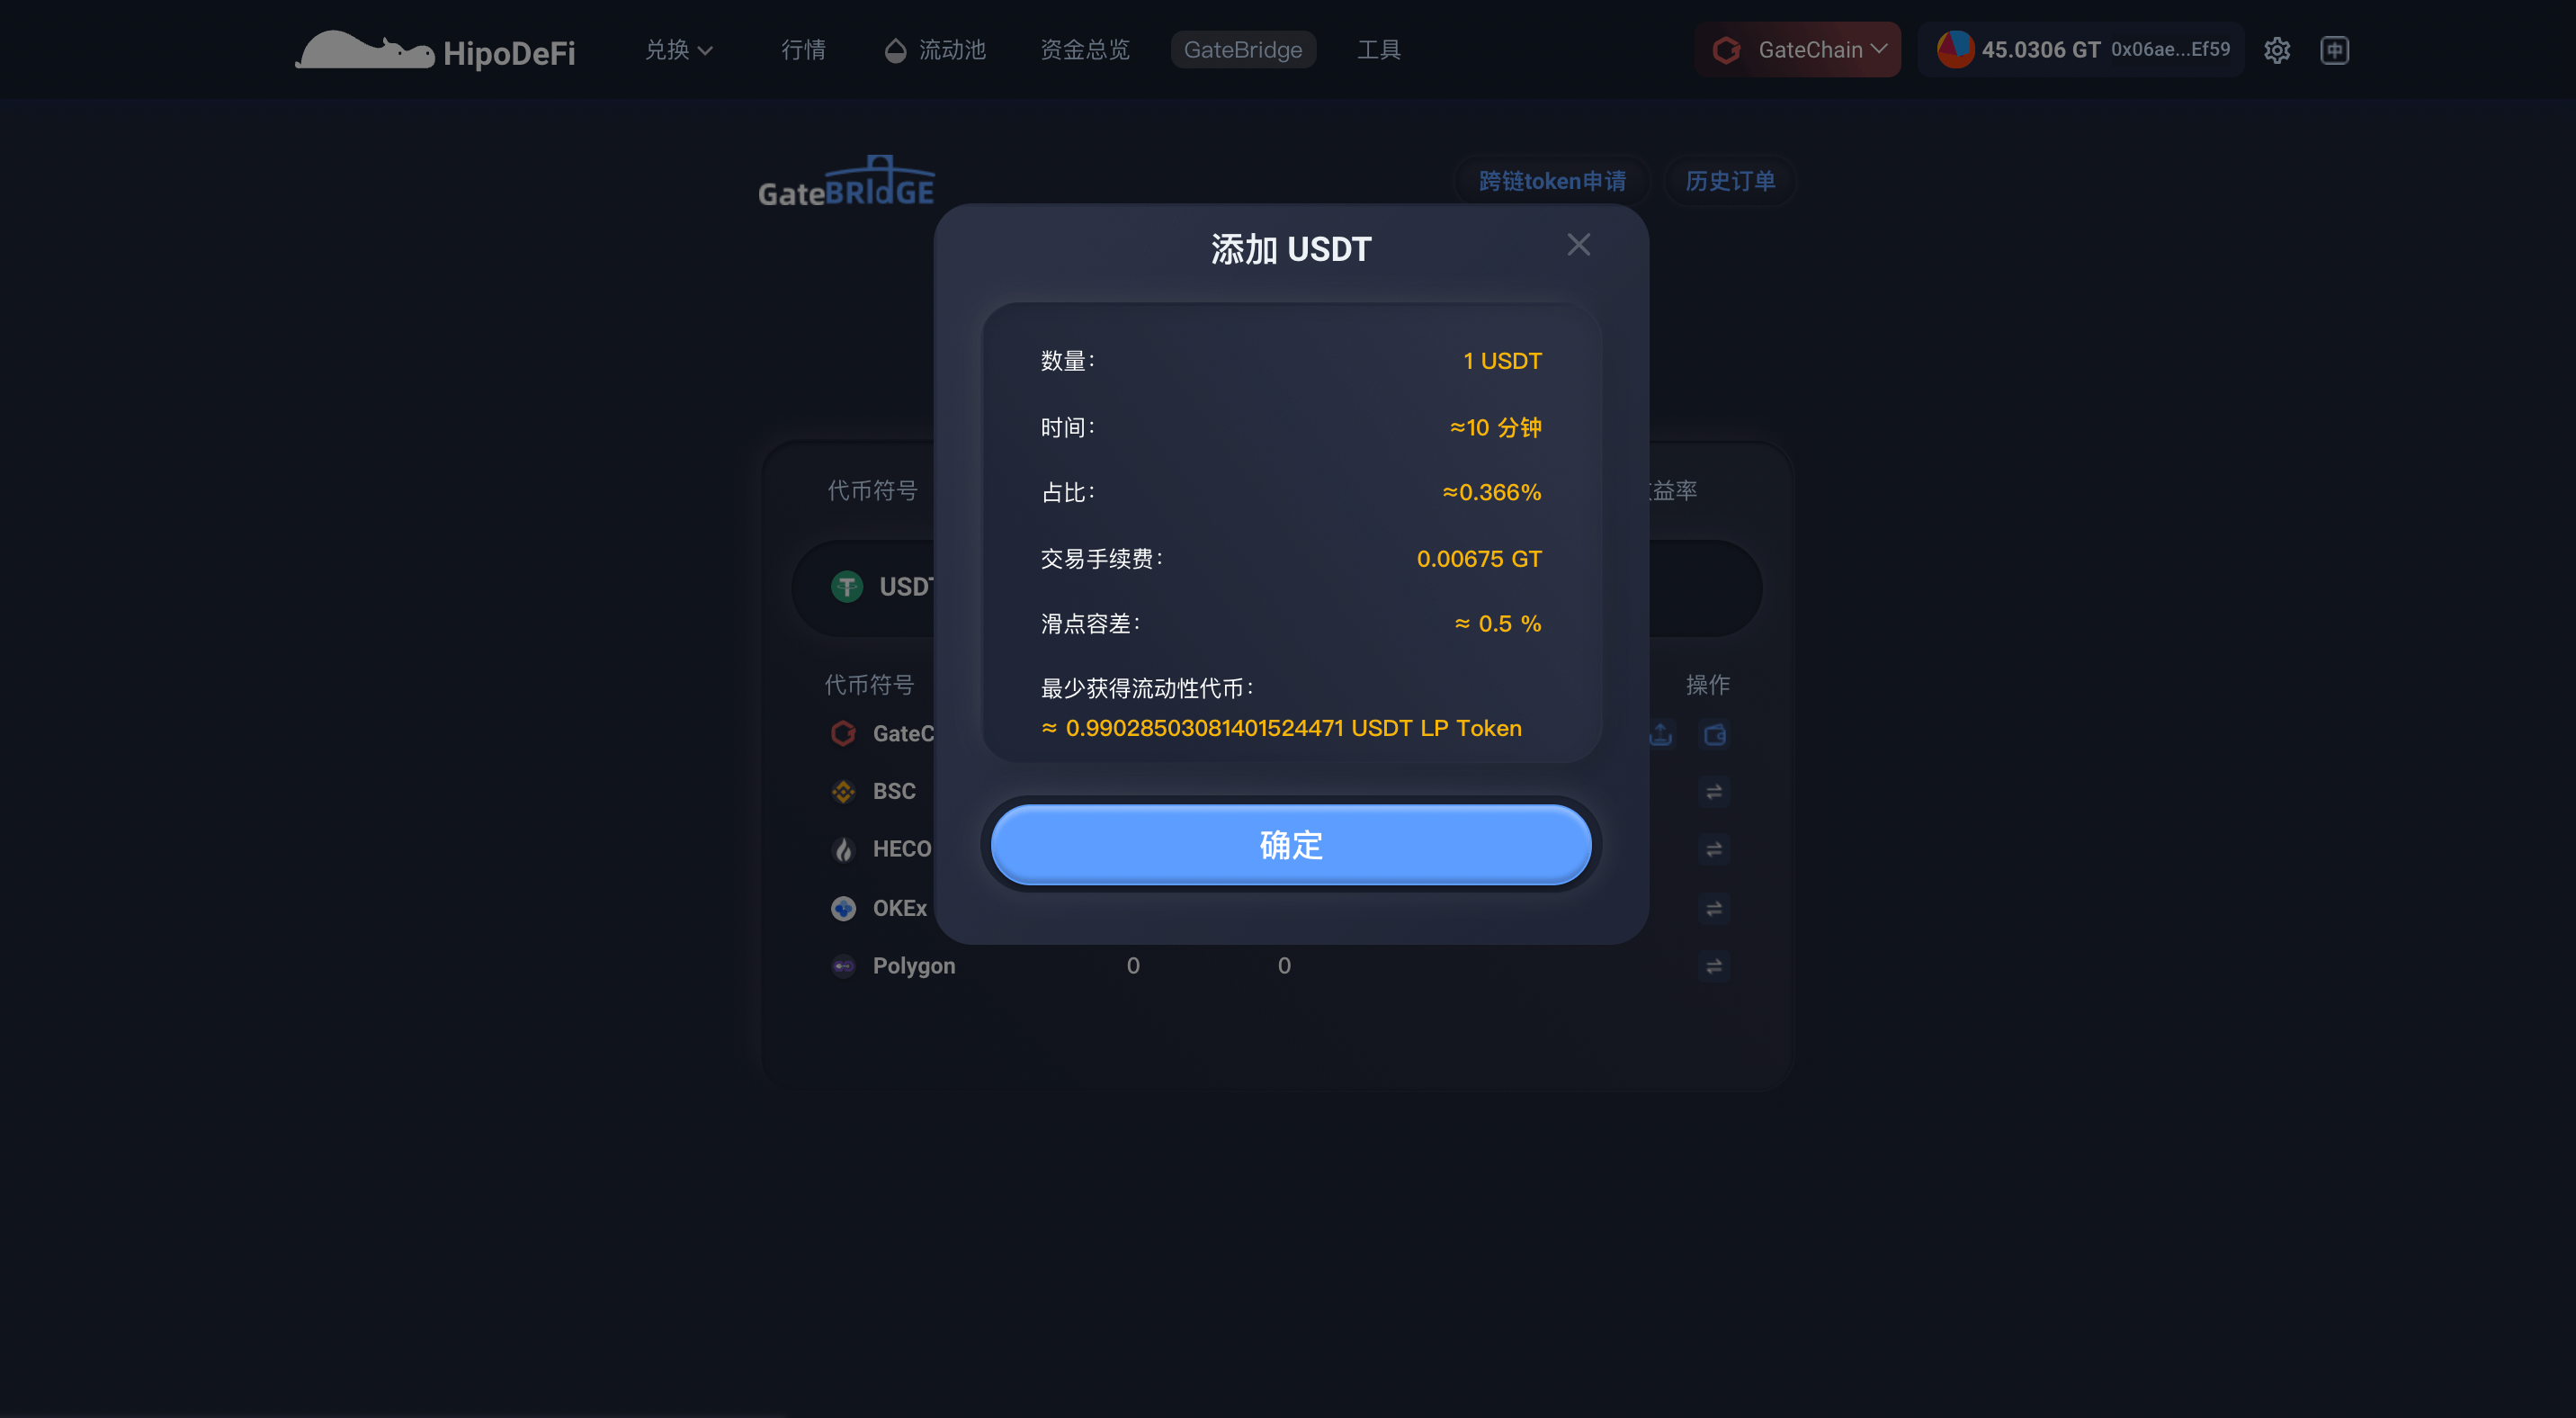 HipoDeFi 兑换 行情 流动池 资金总览 GateBridge 工具 GateChain 45.0306 GT 0x06ae...Ef59 中
GateBRIdGE 跨链token申请 历史订单
添加 USDT
数量: 1 USDT
时间: ≈10 分钟
占比: ≈0.366%
代币符号 益率
交易手续费: 0.00675 GT
USDT
滑点容差: ≈ 0.5 %
代币符号 操作
最少获得流动性代币:
≈ 0.99028503081401524471 USDT LP Token
GateC
BSC
HECO
确定
OKEx
Polygon 0 0